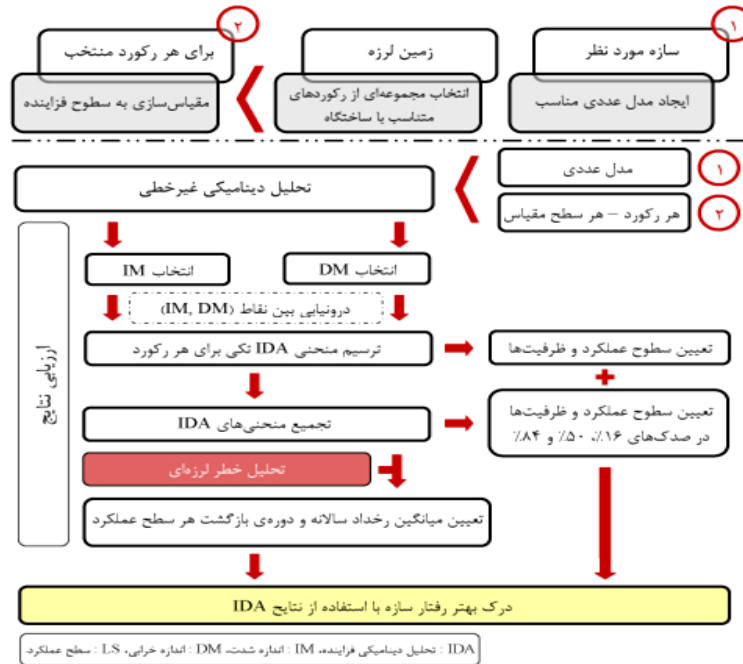 ۱
سازه مورد نظر
ایجاد مدل عددی مناسب
زمین لرزه
انتخاب مجموعه‌ای از رکوردهای
متناسب با ساختگاه
۲
برای هر رکورد منتخب
مقیاس‌سازی به سطوح فزاینده
۱
مدل عددی
۲
هر رکورد – هر سطح مقیاس
تحلیل دینامیکی غیرخطی
ارزیابی نتایج
انتخاب DM
انتخاب IM
درونیابی بین نقاط (IM, DM)
ترسیم منحنی IDA تکی برای هر رکورد
تعیین سطوح عملکرد و ظرفیت‌ها
+
تجمیع منحنی‌های IDA
تعیین سطوح عملکرد و ظرفیت‌ها
در صدک‌های ۱۶٪، ۵۰٪ و ۸۴٪
تحلیل خطر لرزه‌ای
تعیین میانگین رخداد سالانه و دوره‌ی بازگشت هر سطح عملکرد
درک بهتر رفتار سازه با استفاده از نتایج IDA
IDA : تحلیل دینامیکی فزاینده، IM : اندازه شدت، DM : اندازه خرابی، LS : سطح عملکرد.